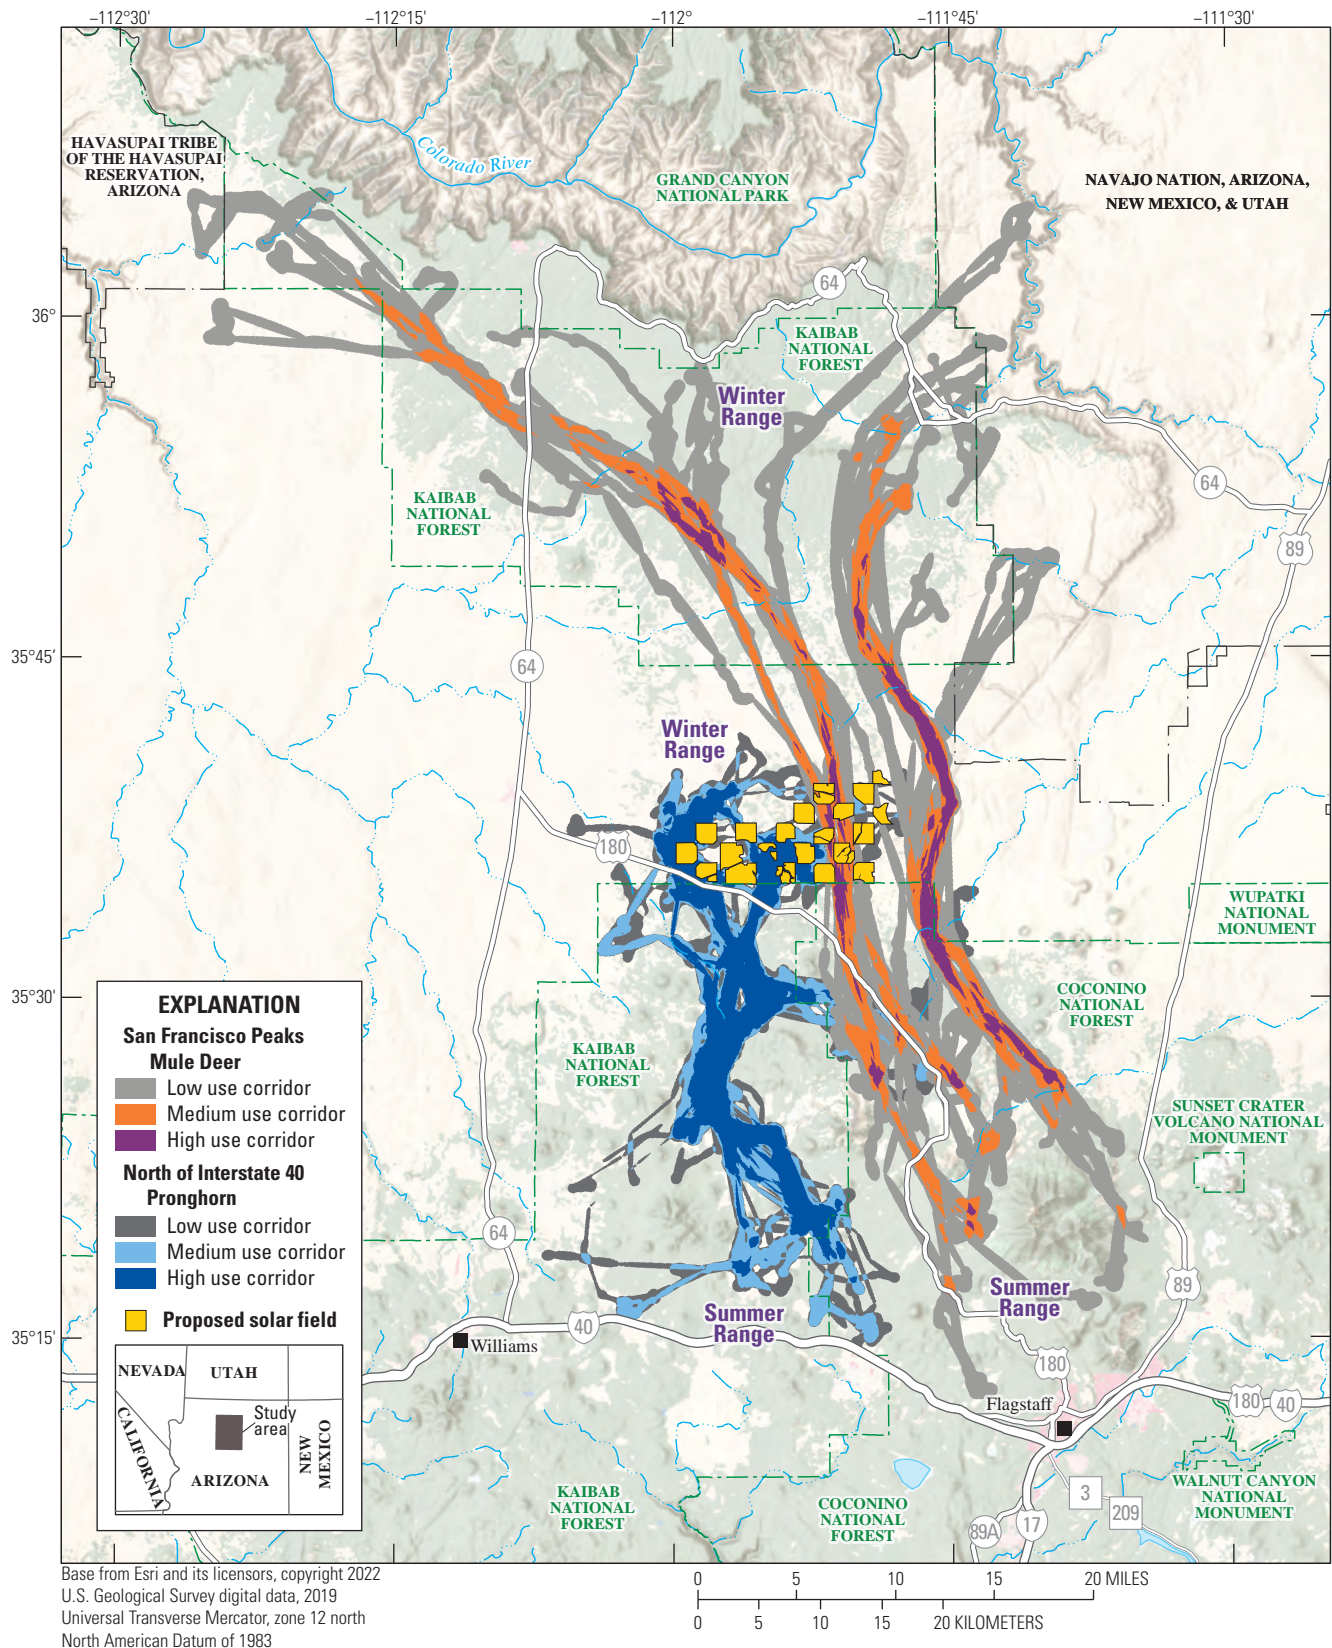 −112°30'
−112°15'
−112°
−111°45'
−111°30'
HAVASUPAI TRIBE
OF THE HAVASUPAI
RESERVATION,
ARIZONA
Colorado River
GRAND CANYON
NATIONAL PARK
NAVAJO NATION, ARIZONA,
NEW MEXICO, & UTAH
64
36°
KAIBAB
NATIONAL
FOREST
Winter
Range
KAIBAB
NATIONAL
FOREST
64
89
35°45'
64
Winter
Range
180
WUPATKI
NATIONAL
MONUMENT
35°30'
COCONINO
NATIONAL
FOREST
KAIBAB
NATIONAL
FOREST
SUNSET CRATER
VOLCANO NATIONAL
MONUMENT
64
89
Summer
Range
Summer
Range
35°15'
40
Williams
180
Flagstaff
180
40
WALNUT CANYON
NATIONAL
MONUMENT
3
209
17
89A
KAIBAB
NATIONAL
FOREST
COCONINO
NATIONAL
FOREST
EXPLANATION
San Francisco Peaks
Mule Deer
Low use corridor
Medium use corridor
High use corridor
North of Interstate 40
Pronghorn
Low use corridor
Medium use corridor
High use corridor
Proposed solar field
NEVADA
UTAH
CALIFORNIA
Study
area
ARIZONA
NEW
MEXICO
Base from Esri and its licensors, copyright 2022
U.S. Geological Survey digital data, 2019
Universal Transverse Mercator, zone 12 north
North American Datum of 1983
0 5 10 15 20 MILES
0 5 10 15 20 KILOMETERS